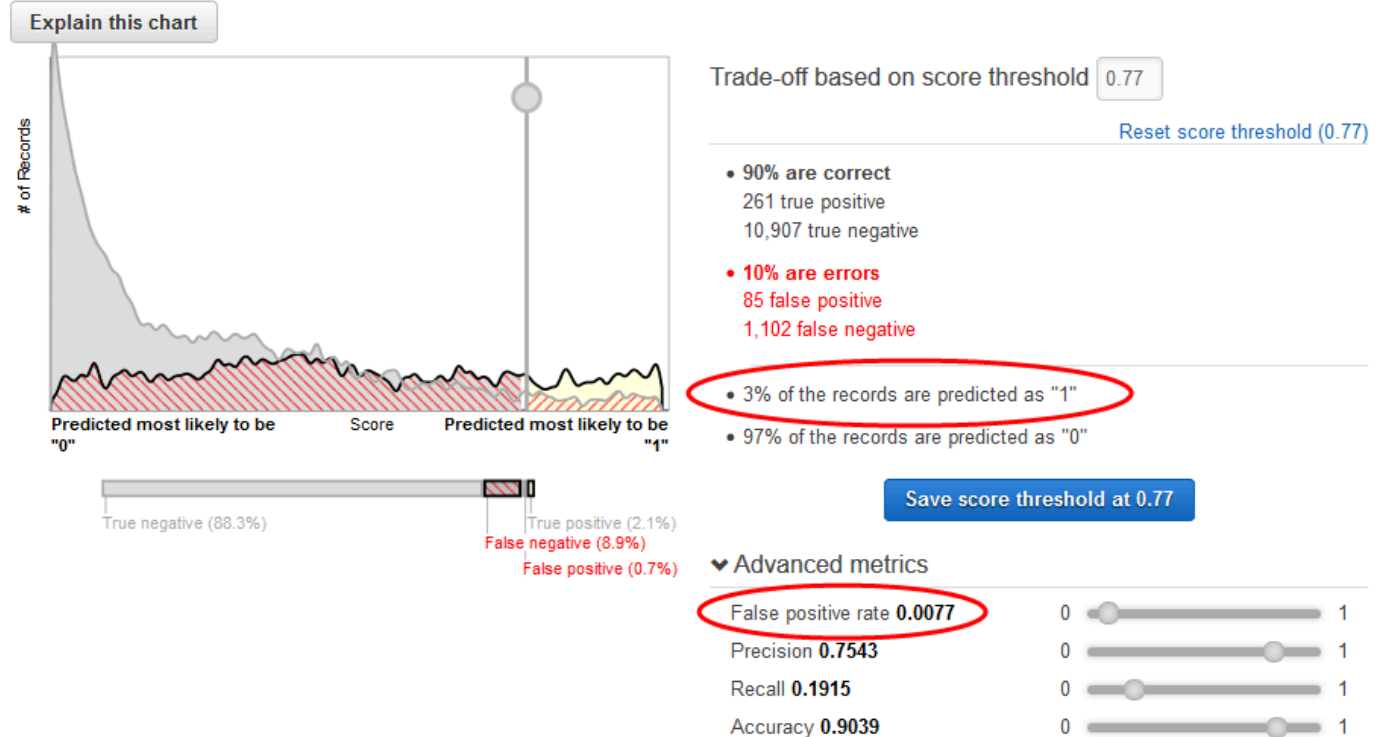 Explain this chart
# of Records
Predicted most likely to be "0"
Score
Predicted most likely to be "1"
True negative (88.3%)
True positive (2.1%)
False negative (8.9%)
False positive (0.7%)
Trade-off based on score threshold 0.77
Reset score threshold (0.77)
• 90% are correct
261 true positive
10,907 true negative
• 10% are errors
85 false positive
1,102 false negative
• 3% of the records are predicted as "1"
• 97% of the records are predicted as "0"
Save score threshold at 0.77
Advanced metrics
False positive rate 0.0077 0 1
Precision 0.7543 0 1
Recall 0.1915 0 1
Accuracy 0.9039 0 1